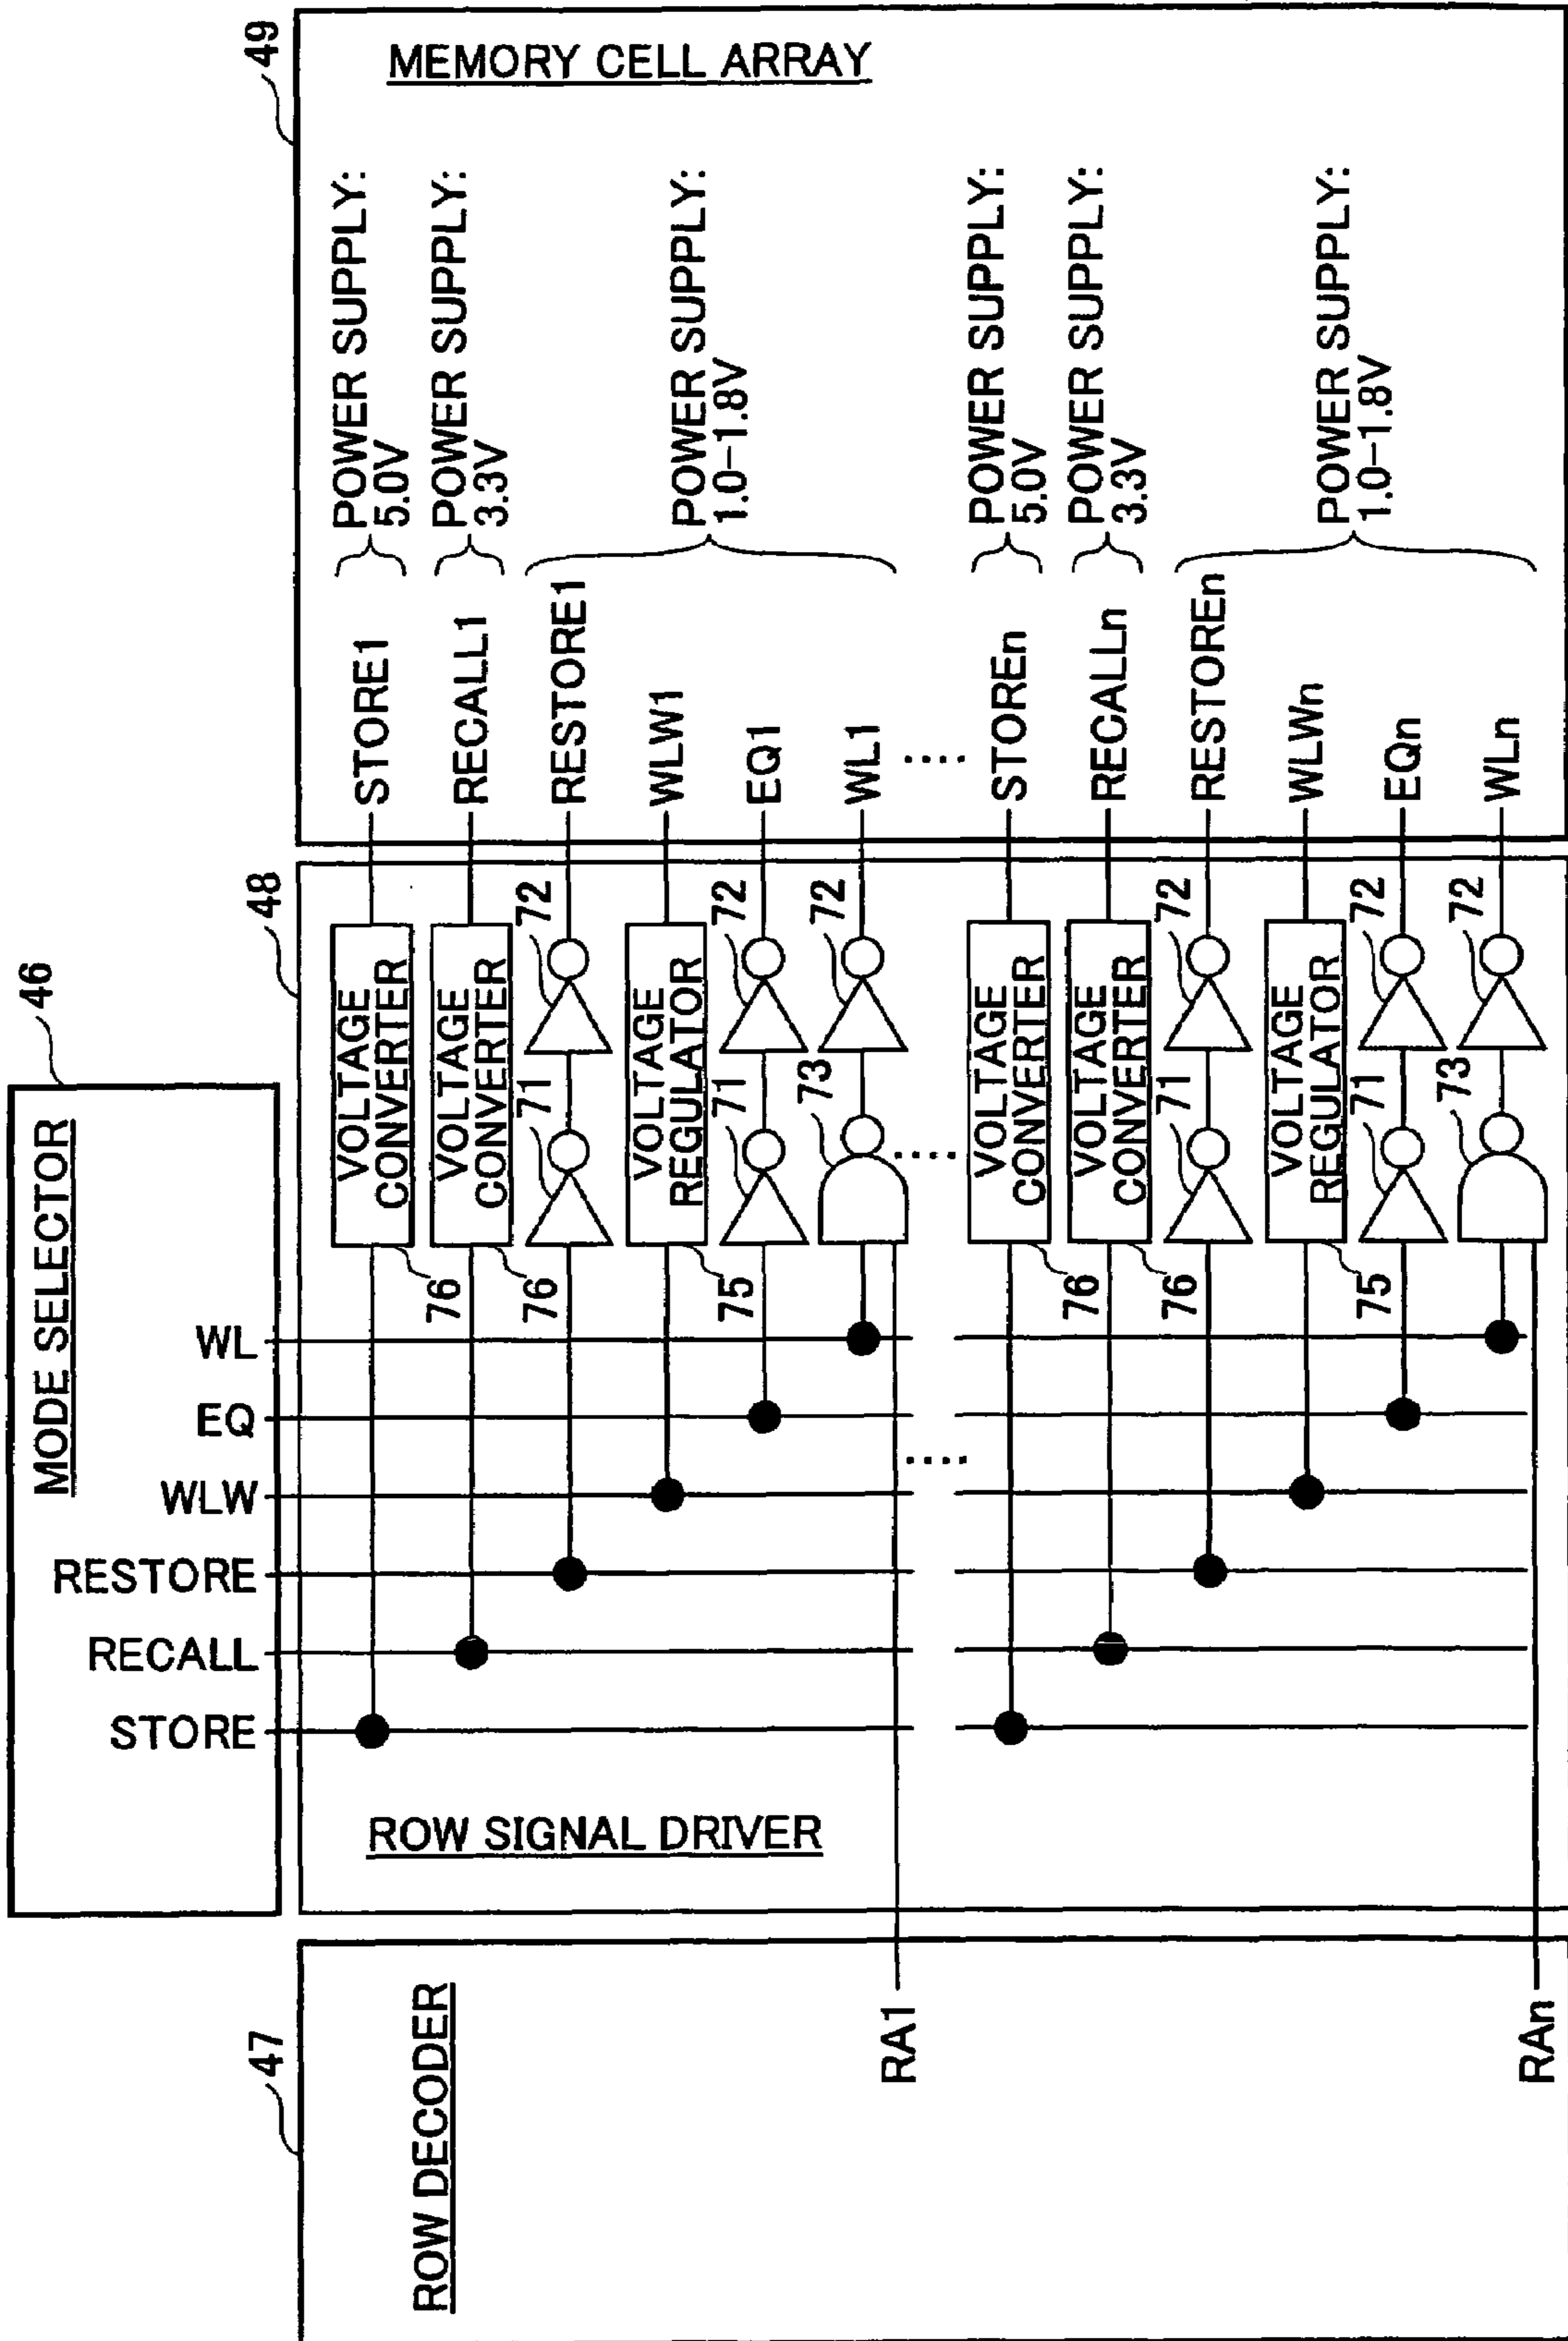 46
MODE SELECTOR
STORE
RECALL
RESTORE
WLW
EQ
WL
47
ROW DECODER
RA1
RAn
48
ROW SIGNAL DRIVER
VOLTAGE
CONVERTER
76
VOLTAGE
CONVERTER
76
71
72
VOLTAGE
REGULATOR
75
71
72
73
72
....
....
VOLTAGE
CONVERTER
76
VOLTAGE
CONVERTER
76
71
72
VOLTAGE
REGULATOR
75
71
72
73
72
49
MEMORY CELL ARRAY
STORE1
POWER SUPPLY:
5.0V
RECALL1
POWER SUPPLY:
3.3V
RESTORE1
WLW1
EQ1
WL1
POWER SUPPLY:
1.0-1.8V
....
STOREn
POWER SUPPLY:
5.0V
RECALLn
POWER SUPPLY:
3.3V
RESTOREn
WLWn
EQn
WLn
POWER SUPPLY:
1.0-1.8V